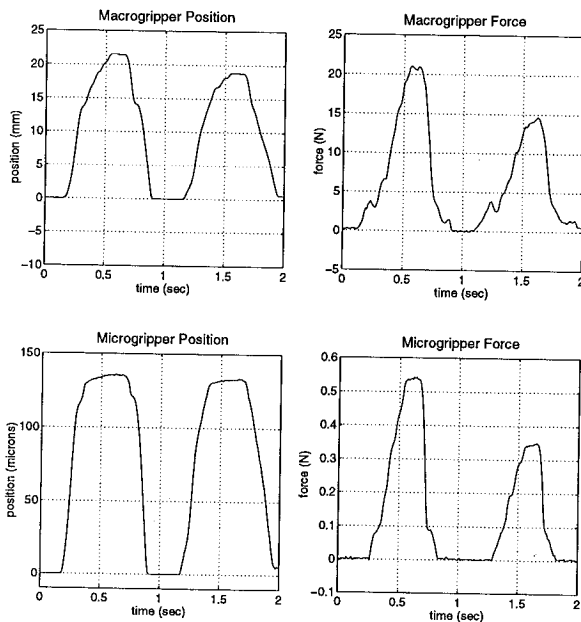 Macrogripper Position
25
20
15
10
5
0
-5
-10
position (mm)
0 0.5 1 1.5 2
time (sec)
Macrogripper Force
25
20
15
10
5
0
-5
force (N)
0 0.5 1 1.5 2
time (sec)
Microgripper Position
150
100
50
0
position (microns)
0 0.5 1 1.5 2
time (sec)
Microgripper Force
0.6
0.5
0.4
0.3
0.2
0.1
0
-0.1
force (N)
0 0.5 1 1.5 2
time (sec)